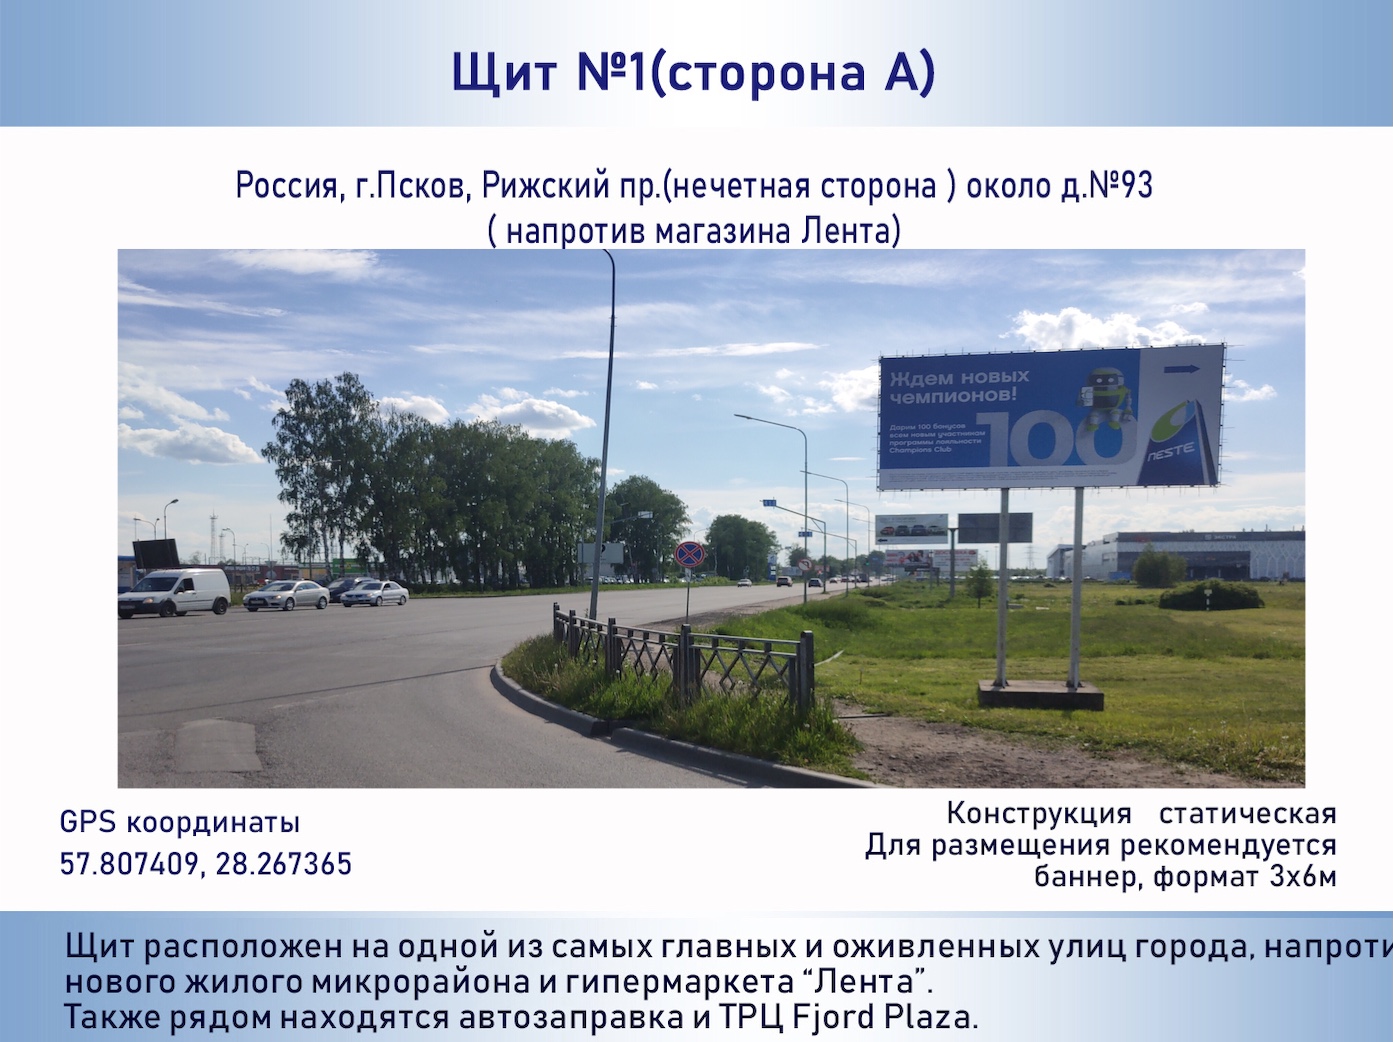 Щит №1(сторона А)
Россия, г.Псков, Рижский пр.(нечетная сторона ) около д.№93
( напротив магазина Лента)
Ждем новых
чемпионов!
100
Дарим 100 бонусов
всем новым участникам
программы лояльности
Champions Club
NESTE
GPS координаты
57.807409, 28.267365
Конструкция статическая
Для размещения рекомендуется
баннер, формат 3х6м
Щит расположен на одной из самых главных и оживленных улиц города, напроти
нового жилого микрорайона и гипермаркета “Лента”.
Также рядом находятся автозаправка и ТРЦ Fjord Plaza.